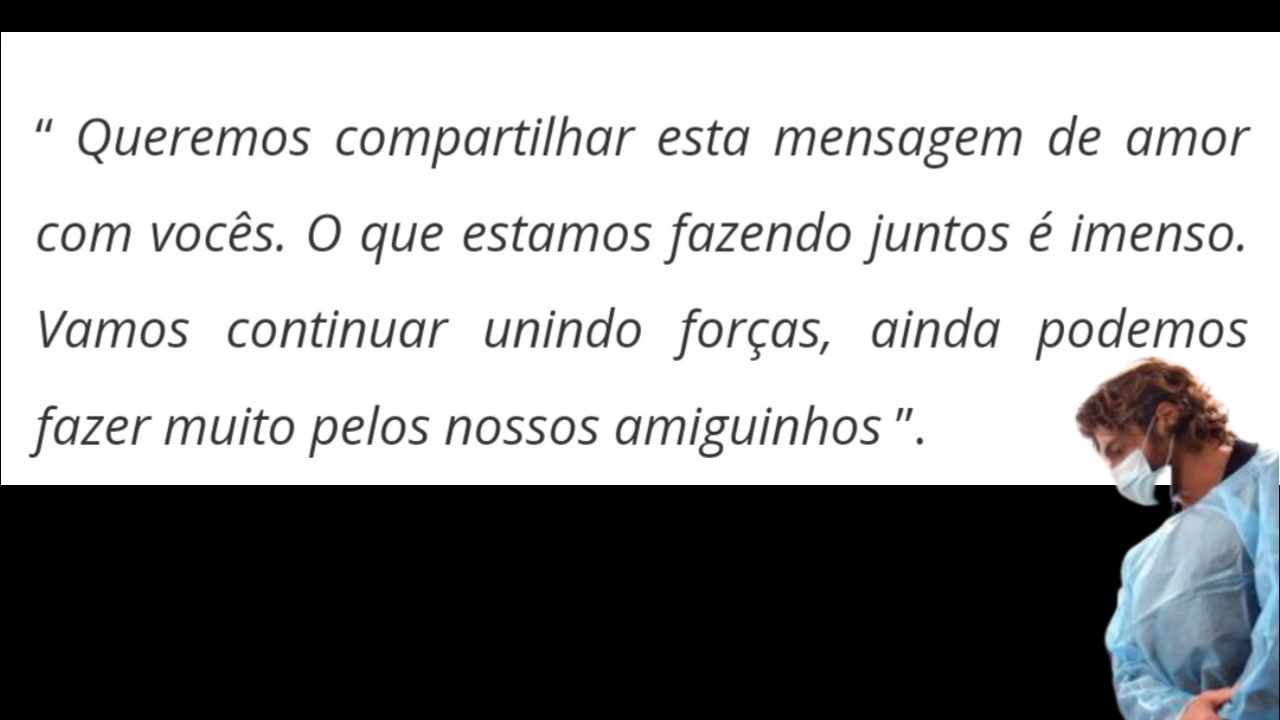 “ Queremos compartilhar esta mensagem de amor
com vocês. O que estamos fazendo juntos é imenso.
Vamos continuar unindo forças, ainda podemos
fazer muito pelos nossos amiguinhos ”.